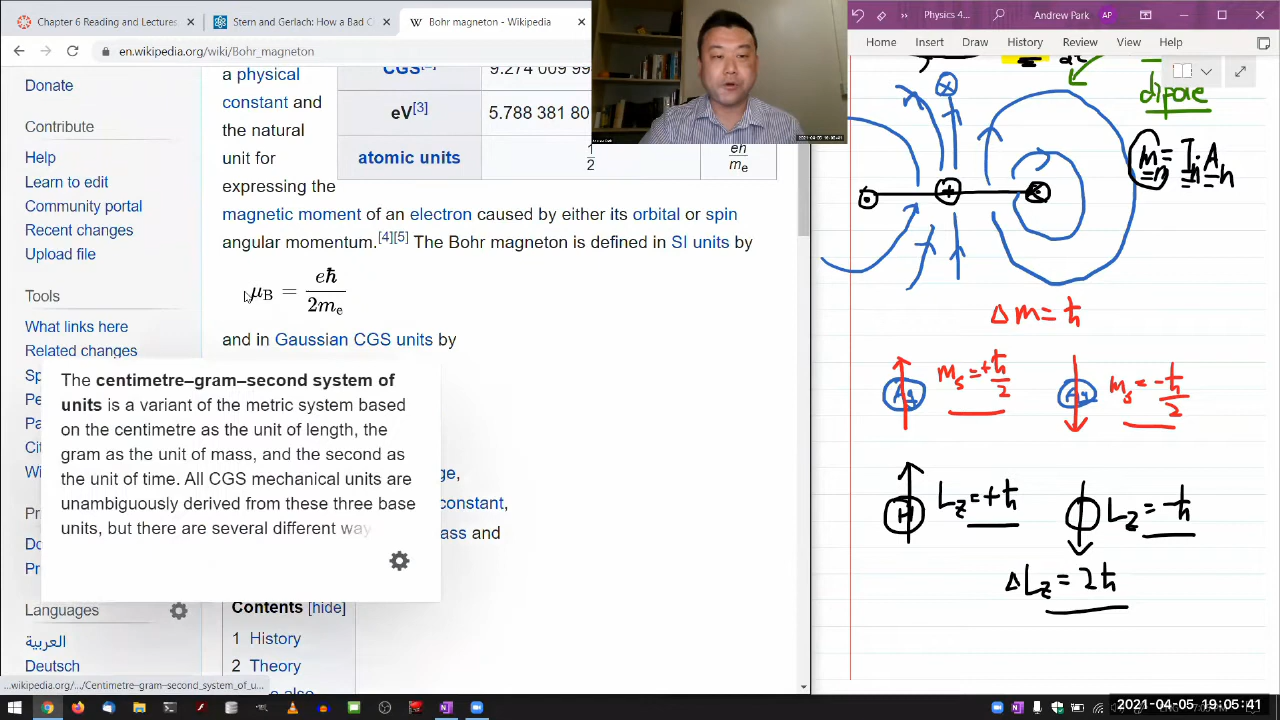 Chapter 6 Reading and Lectures
Stern and Gerlach: How a Bad C
Bohr magneton - Wikipedia
en.wikipedia.org/wiki/Bohr_magneton
Donate
Contribute
Help
Learn to edit
Community portal
Recent changes
Upload file
Tools
What links here
Related changes
Languages
العربية
Deutsch
a physical
constant and
the natural
unit for
expressing the
magnetic moment of an electron caused by either its orbital or spin
angular momentum.[4][5] The Bohr magneton is defined in SI units by
μB = eħ / 2me
and in Gaussian CGS units by
9.274 009 99
eV[3] 5.788 381 80
atomic units 1/2 eħ/me
The centimetre–gram–second system of
units is a variant of the metric system based
on the centimetre as the unit of length, the
gram as the unit of mass, and the second as
the unit of time. All CGS mechanical units are
unambiguously derived from these three base
units, but there are several different way
constant,
and
Contents [hide]
1 History
2 Theory
...wikipedia.org/.../Centimetre–gram–second_system_of_u...
Physics 4...
Andrew Park AP
Home Insert Draw History Review View Help
dipole
m = I A
Δm = ħ
Ag ms = +ħ/2 Ag ms = -ħ/2
H Lz = +ħ Lz = -ħ
ΔLz = 2ħ
2021-04-05 19:05:41